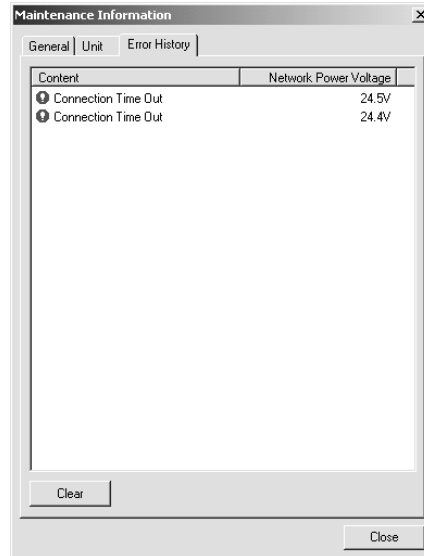 Maintenance Information
General Unit Error History
Content Network Power Voltage
Connection Time Out 24.5V
Connection Time Out 24.4V
Clear
Close